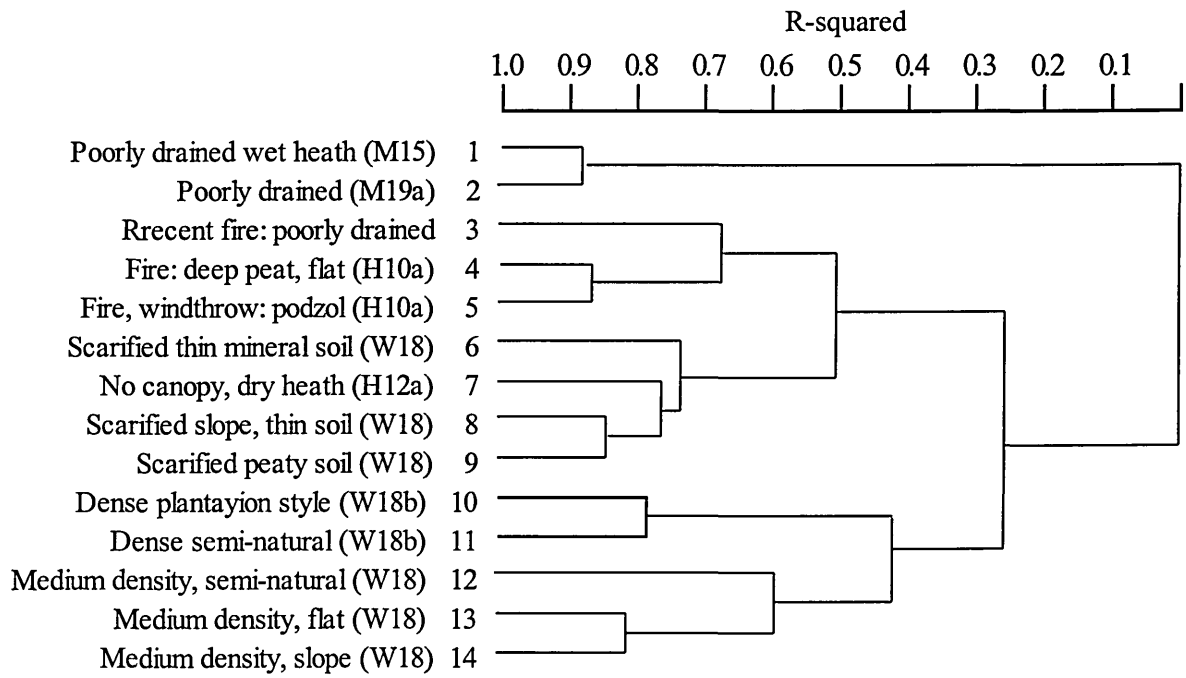 R-squared
1.0 0.9 0.8 0.7 0.6 0.5 0.4 0.3 0.2 0.1
Poorly drained wet heath (M15) 1
Poorly drained (M19a) 2
Rrecent fire: poorly drained 3
Fire: deep peat, flat (H10a) 4
Fire, windthrow: podzol (H10a) 5
Scarified thin mineral soil (W18) 6
No canopy, dry heath (H12a) 7
Scarified slope, thin soil (W18) 8
Scarified peaty soil (W18) 9
Dense plantayion style (W18b) 10
Dense semi-natural (W18b) 11
Medium density, semi-natural (W18) 12
Medium density, flat (W18) 13
Medium density, slope (W18) 14